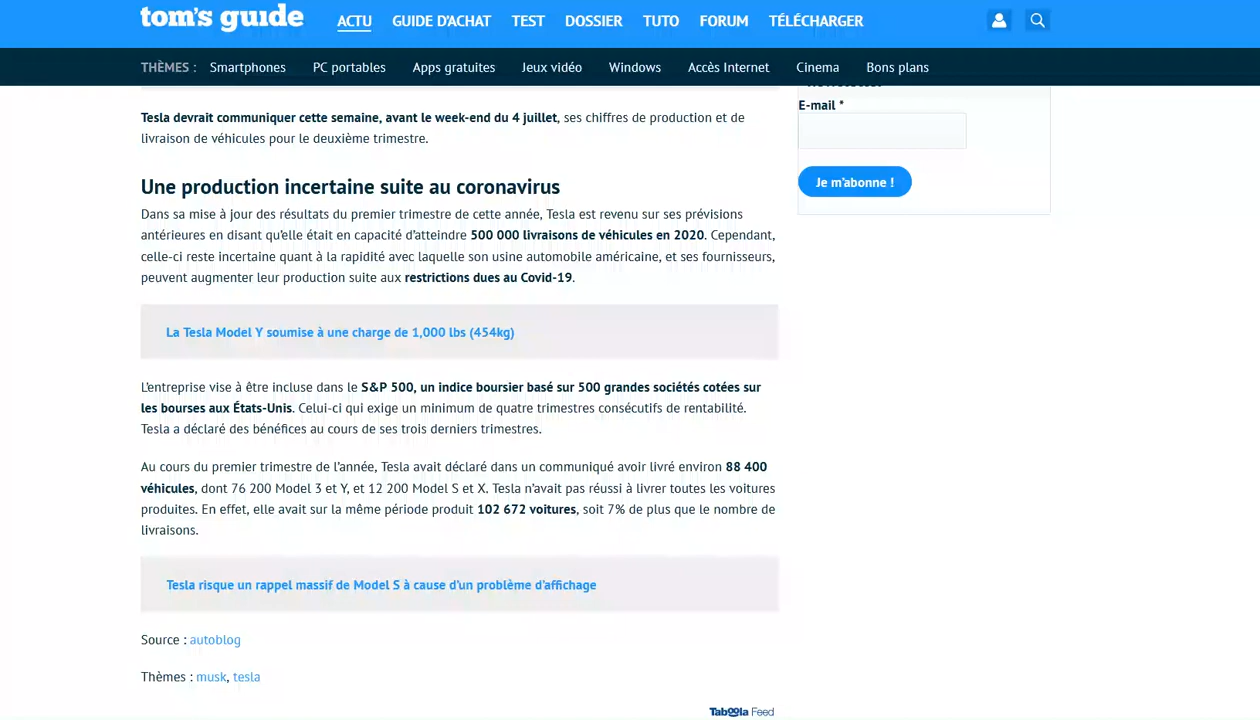 tom's guide
ACTU GUIDE D'ACHAT TEST DOSSIER TUTO FORUM TÉLÉCHARGER
THÈMES : Smartphones PC portables Apps gratuites Jeux vidéo Windows Accès Internet Cinema Bons plans
Tesla devrait communiquer cette semaine, avant le week-end du 4 juillet, ses chiffres de production et de
livraison de véhicules pour le deuxième trimestre.
Une production incertaine suite au coronavirus
Dans sa mise à jour des résultats du premier trimestre de cette année, Tesla est revenu sur ses prévisions
antérieures en disant qu'elle était en capacité d'atteindre 500 000 livraisons de véhicules en 2020. Cependant,
celle-ci reste incertaine quant à la rapidité avec laquelle son usine automobile américaine, et ses fournisseurs,
peuvent augmenter leur production suite aux restrictions dues au Covid-19.
La Tesla Model Y soumise à une charge de 1,000 lbs (454kg)
L'entreprise vise à être incluse dans le S&P 500, un indice boursier basé sur 500 grandes sociétés cotées sur
les bourses aux États-Unis. Celui-ci qui exige un minimum de quatre trimestres consécutifs de rentabilité.
Tesla a déclaré des bénéfices au cours de ses trois derniers trimestres.
Au cours du premier trimestre de l'année, Tesla avait déclaré dans un communiqué avoir livré environ 88 400
véhicules, dont 76 200 Model 3 et Y, et 12 200 Model S et X. Tesla n'avait pas réussi à livrer toutes les voitures
produites. En effet, elle avait sur la même période produit 102 672 voitures, soit 7% de plus que le nombre de
livraisons.
Tesla risque un rappel massif de Model S à cause d'un problème d'affichage
Source : autoblog
Thèmes : musk, tesla
Taboola Feed
E-mail *
Je m'abonne !